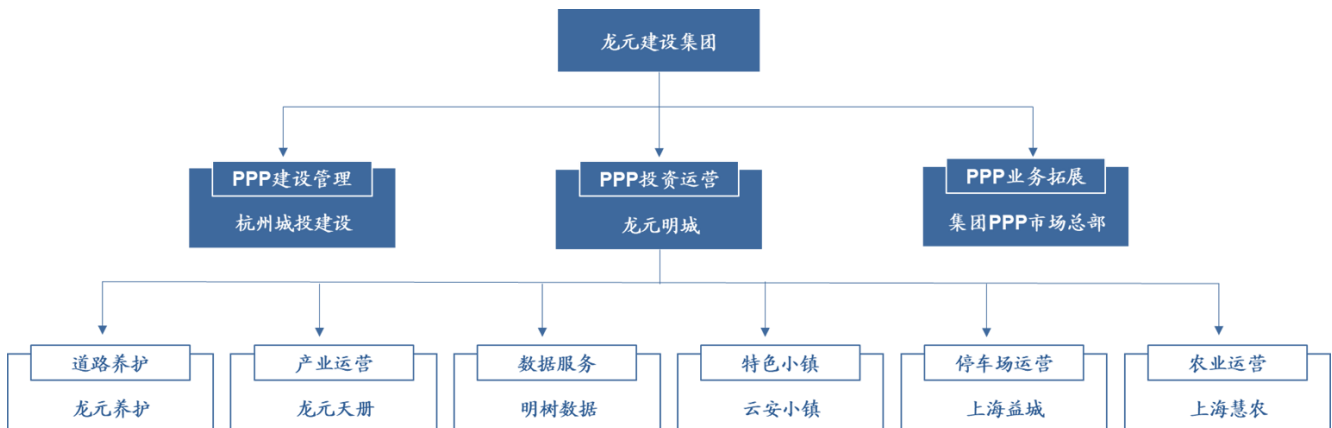 龙元建设集团
PPP建设管理
杭州城投建设
PPP投资运营
龙元明城
PPP业务拓展
集团PPP市场总部
道路养护
龙元养护
产业运营
龙元天册
数据服务
明树数据
特色小镇
云安小镇
停车场运营
上海益城
农业运营
上海慧农